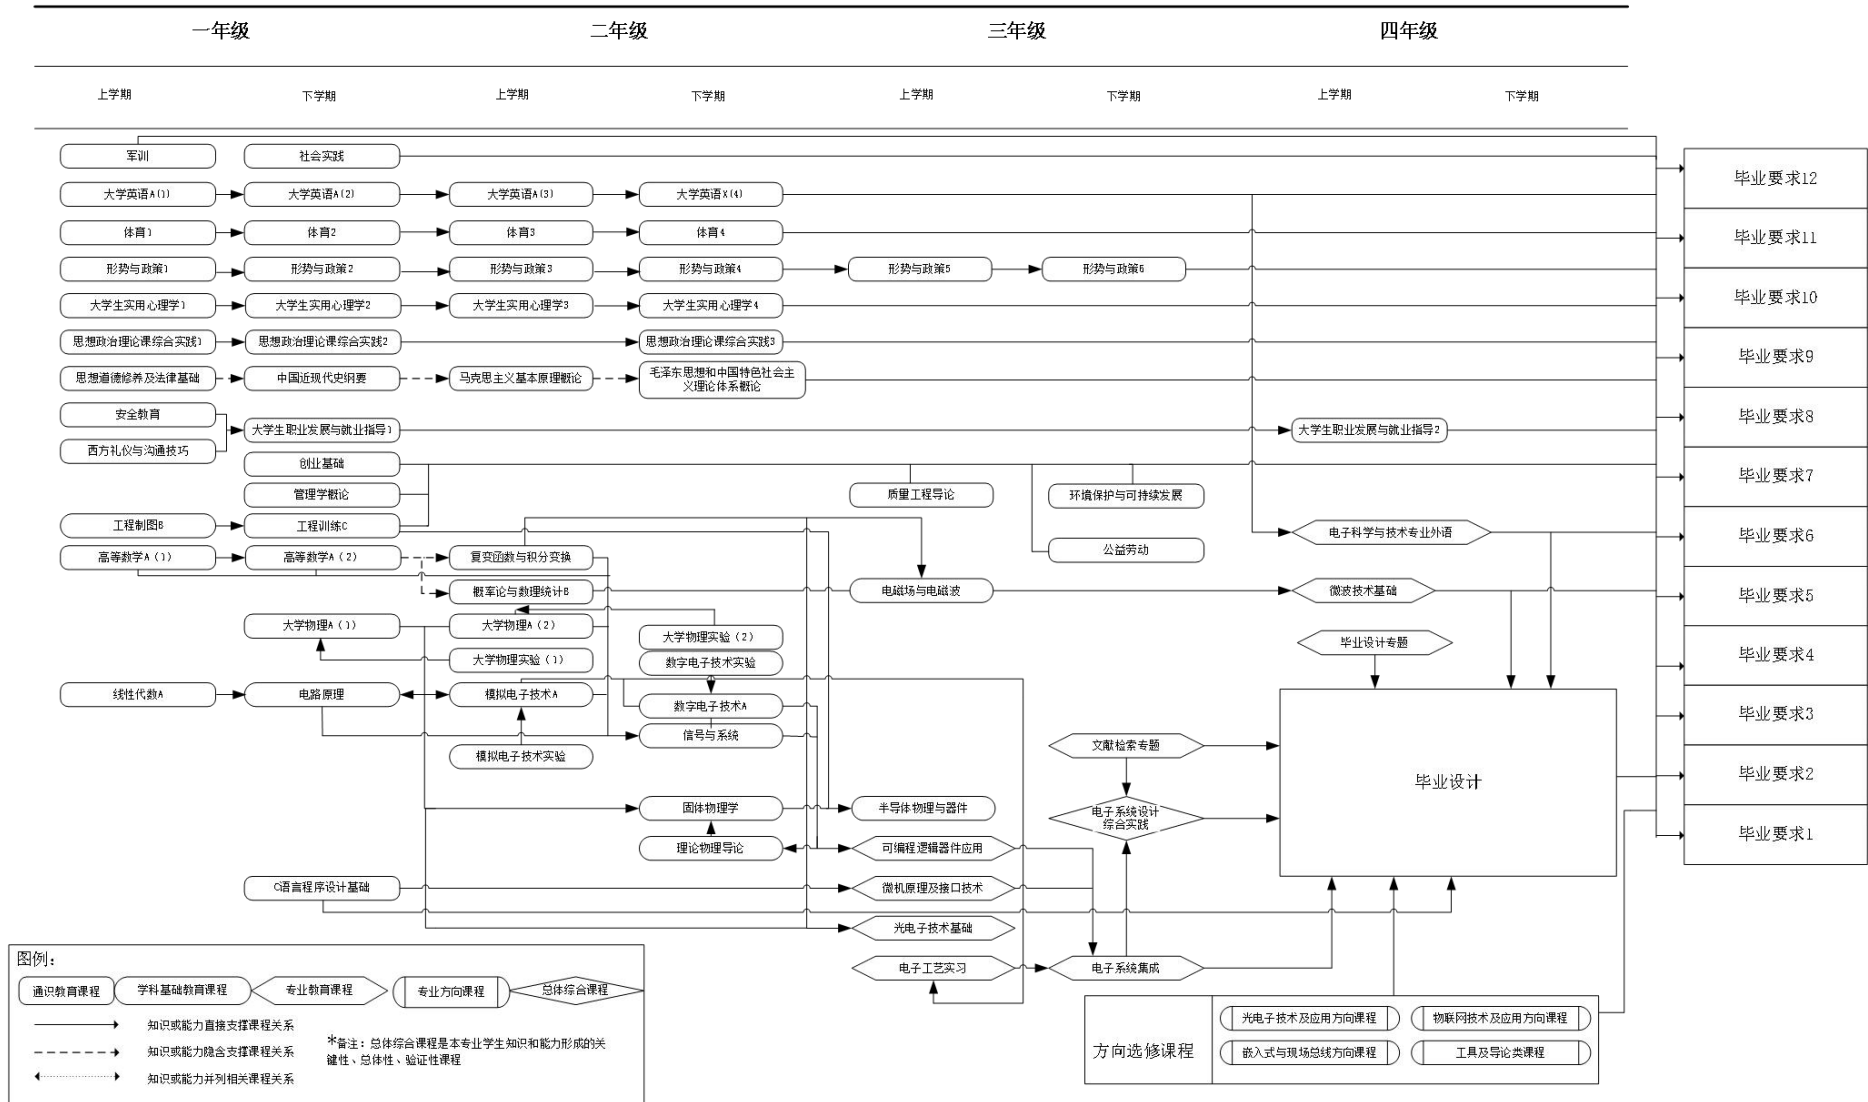 一年级 二年级 三年级 四年级
上学期 下学期 上学期 下学期 上学期 下学期 上学期 下学期
军训 社会实践
毕业要求12
大学英语A(1) 大学英语A(2) 大学英语A(3) 大学英语X(4)
体育1 体育2 体育3 体育4
毕业要求11
形势与政策1 形势与政策2 形势与政策3 形势与政策4 形势与政策5 形势与政策6
毕业要求10
大学生实用心理学1 大学生实用心理学2 大学生实用心理学3 大学生实用心理学4
思想政治理论课综合实践1 思想政治理论课综合实践2 思想政治理论课综合实践3
毕业要求9
思想道德修养及法律基础 中国近现代史纲要 马克思主义基本原理概论 毛泽东思想和中国特色社会主
义理论体系概论
安全教育
毕业要求8
大学生职业发展与就业指导1 大学生职业发展与就业指导2
西方礼仪与沟通技巧
创业基础
毕业要求7
管理学概论 质量工程导论 环境保护与可持续发展
工程制图B 工程训练C 电子科学与技术专业外语
毕业要求6
公益劳动
高等数学A（1） 高等数学A（2） 复变函数与积分变换
概率论与数理统计B 电磁场与电磁波 微波技术基础
毕业要求5
大学物理A（1） 大学物理A（2） 大学物理实验（2）
毕业设计专题
毕业要求4
大学物理实验（1） 数字电子技术实验
线性代数A 电路原理 模拟电子技术A 数字电子技术A
毕业要求3
信号与系统
模拟电子技术实验 文献检索专题
毕业设计
毕业要求2
固体物理学 半导体物理与器件 电子系统设计
综合实践
毕业要求1
理论物理导论 可编程逻辑器件应用
C语言程序设计基础 微机原理及接口技术
光电子技术基础
电子工艺实习 电子系统集成
图例：
通识教育课程 学科基础教育课程 专业教育课程 专业方向课程 总体综合课程
知识或能力直接支撑课程关系
知识或能力隐含支撑课程关系
知识或能力并列相关课程关系
*备注：总体综合课程是本专业学生知识和能力形成的关
键性、总体性、验证性课程
方向选修课程
光电子技术及应用方向课程 物联网技术及应用方向课程
嵌入式与现场总线方向课程 工具及导论类课程